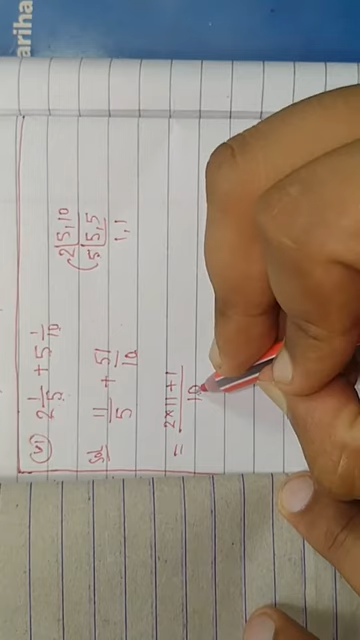 ariha
(vi) 2 1/5 + 5 1/10
2|5, 10
5|5, 5
1, 1
Sol 11/5 + 51/10
= 2×11+1 / 10